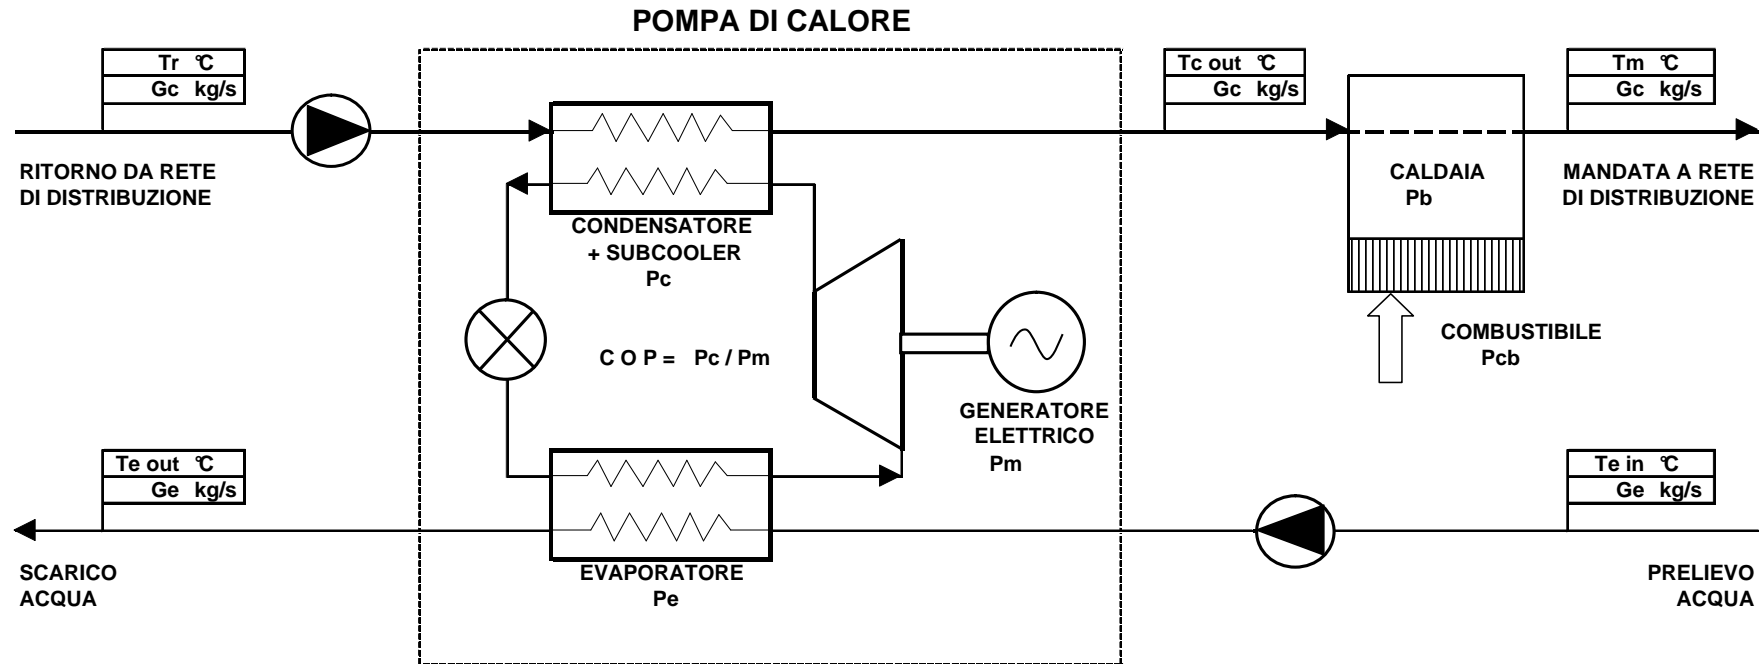 POMPA DI CALORE
Tr °C
Gc kg/s
Tc out °C
Gc kg/s
Tm °C
Gc kg/s
RITORNO DA RETE
DI DISTRIBUZIONE
CONDENSATORE
+ SUBCOOLER
Pc
CALDAIA
Pb
MANDATA A RETE
DI DISTRIBUZIONE
C O P = Pc / Pm
COMBUSTIBILE
Pcb
GENERATORE
ELETTRICO
Pm
Te out °C
Ge kg/s
Te in °C
Ge kg/s
SCARICO
ACQUA
EVAPORATORE
Pe
PRELIEVO
ACQUA